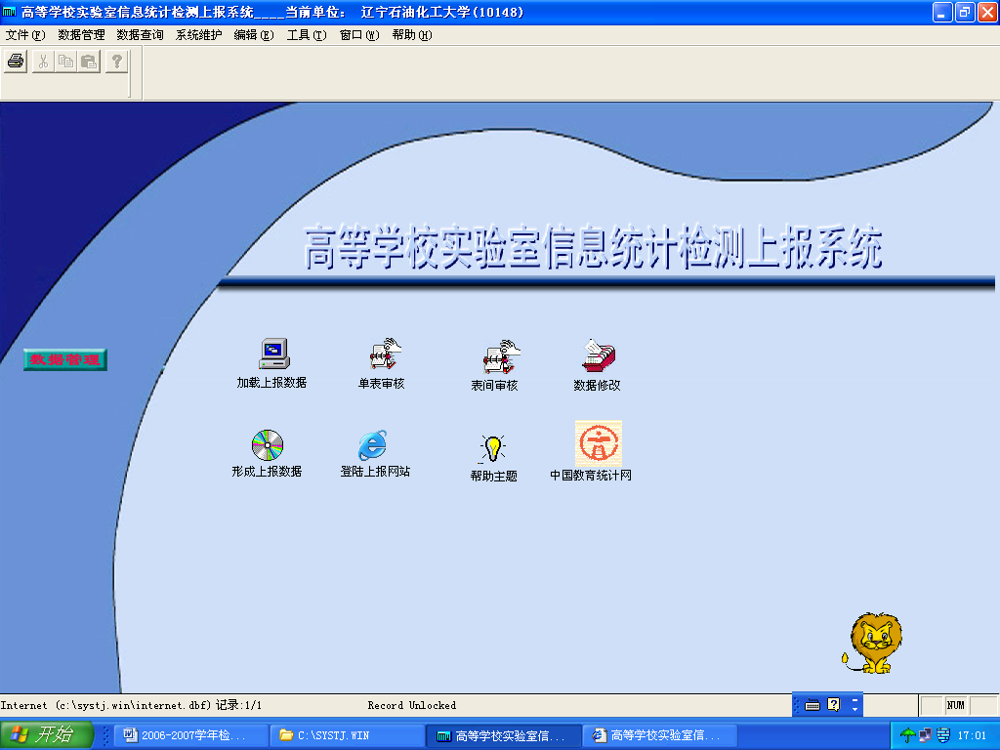 高等学校实验室信息统计检测上报系统____当前单位： 辽宁石油化工大学(10148)
文件(F) 数据管理 数据查询 系统维护 编辑(E) 工具(T) 窗口(W) 帮助(H)
高等学校实验室信息统计检测上报系统
数据管理
加载上报数据 单表审核 表间审核 数据修改
形成上报数据 登陆上报网站 帮助主题 中国教育统计网
Internet (c:\systj.win\internet.dbf) 记录:1/1 Record Unlocked NUM
开始 2006-2007学年检... C:\SYSTJ.WIN 高等学校实验室信... 高等学校实验室信... 17:01